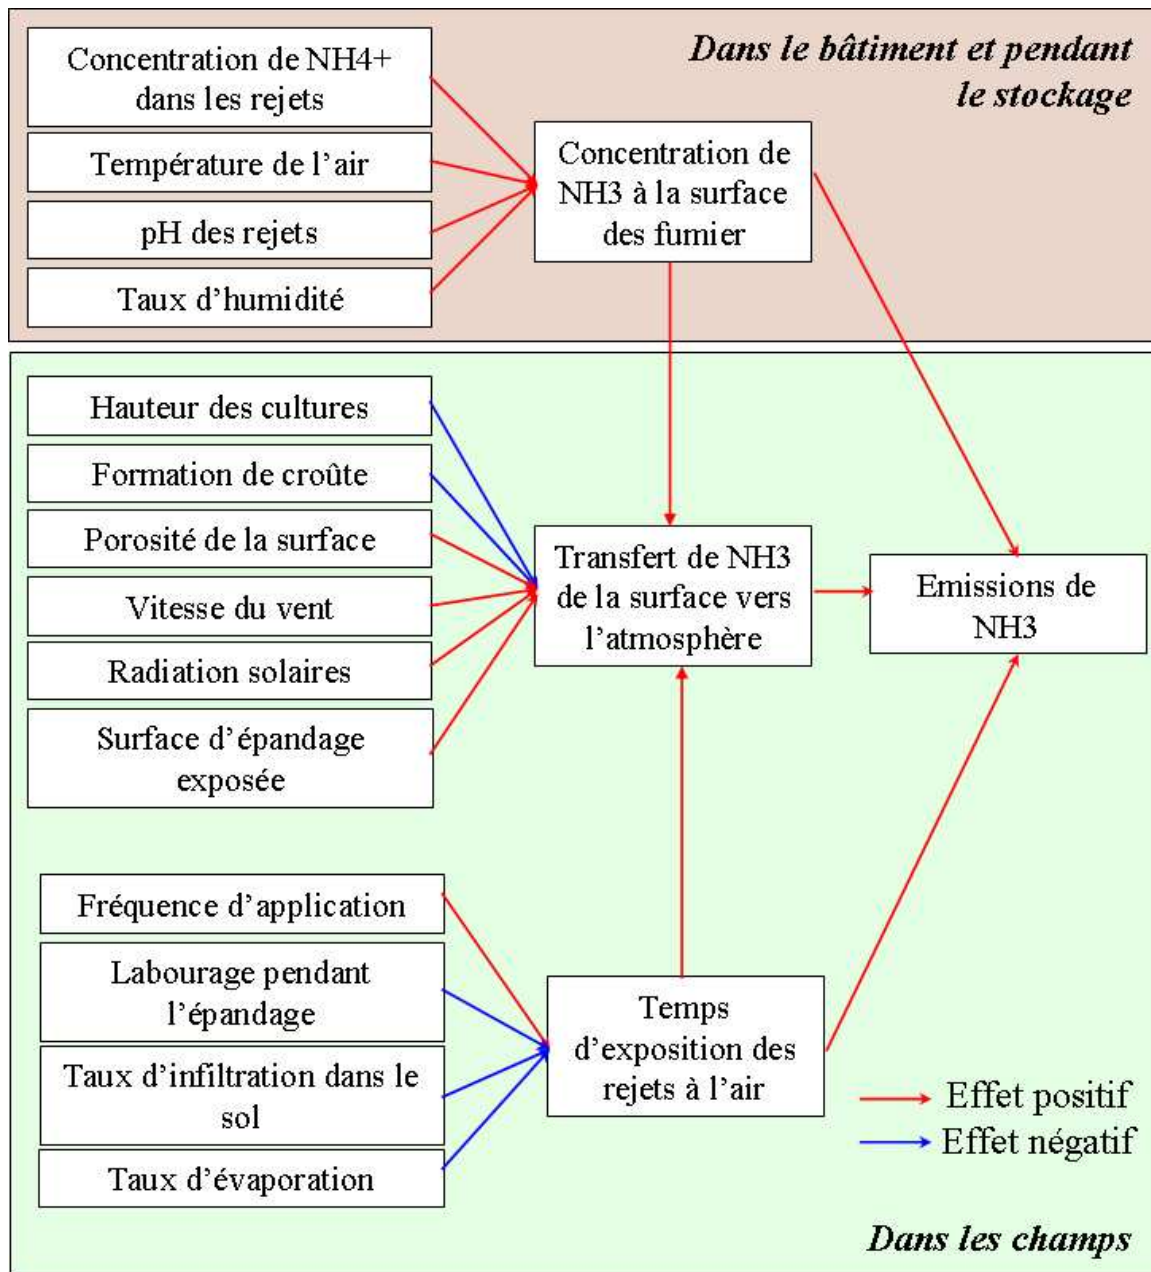 Dans le bâtiment et pendant
le stockage
Concentration de NH4+
dans les rejets
Température de l'air
pH des rejets
Taux d'humidité
Concentration de
NH3 à la surface
des fumier
Hauteur des cultures
Formation de croûte
Porosité de la surface
Vitesse du vent
Radiation solaires
Surface d'épandage
exposée
Transfert de NH3
de la surface vers
l'atmosphère
Emissions de
NH3
Fréquence d'application
Labourage pendant
l'épandage
Taux d'infiltration dans le
sol
Taux d'évaporation
Temps
d'exposition des
rejets à l'air
Effet positif
Effet négatif
Dans les champs